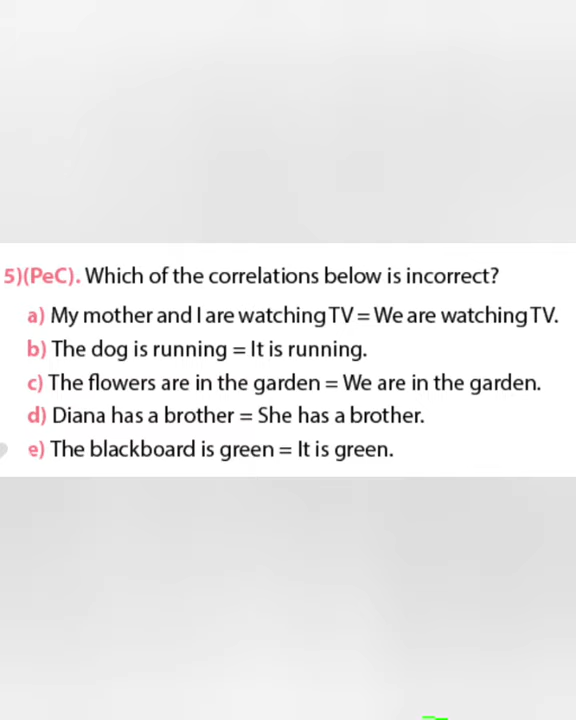 5)(PeC). Which of the correlations below is incorrect?
a) My mother and I are watching TV = We are watching TV.
b) The dog is running = It is running.
c) The flowers are in the garden = We are in the garden.
d) Diana has a brother = She has a brother.
e) The blackboard is green = It is green.